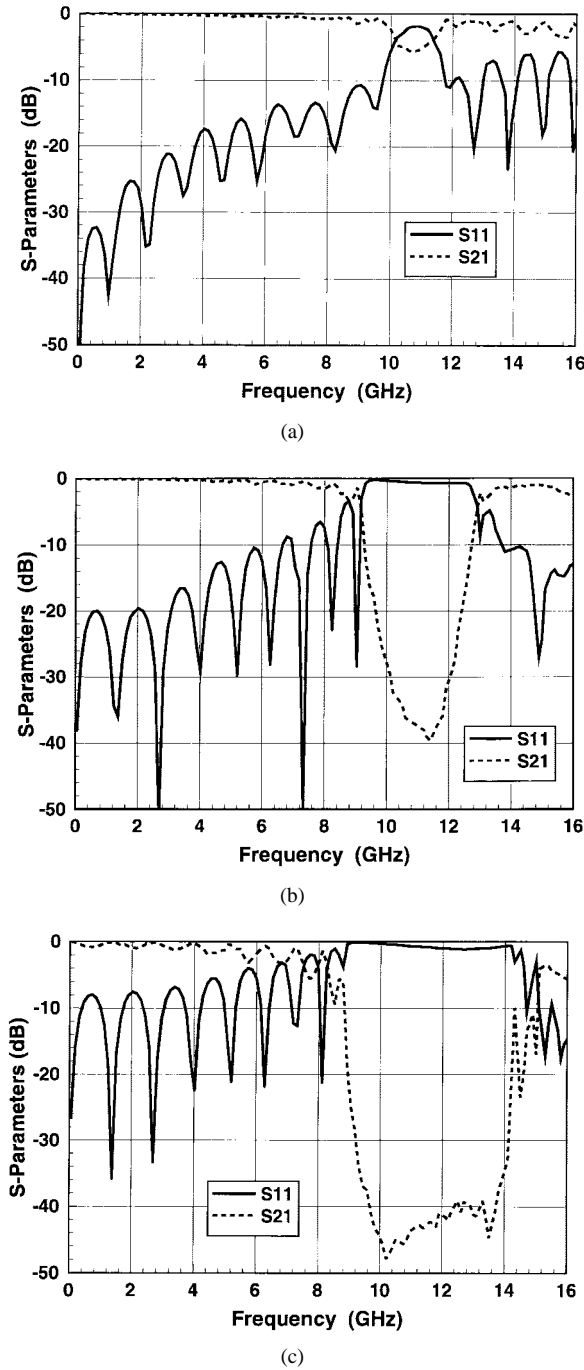 0
-10
-20
-30
-40
-50
S-Parameters (dB)
S11
S21
0 2 4 6 8 10 12 14 16
Frequency (GHz)
(a)
0
-10
-20
-30
-40
-50
S-Parameters (dB)
S11
S21
0 2 4 6 8 10 12 14 16
Frequency (GHz)
(b)
0
-10
-20
-30
-40
-50
S-Parameters (dB)
S11
S21
0 2 4 6 8 10 12 14 16
Frequency (GHz)
(c)